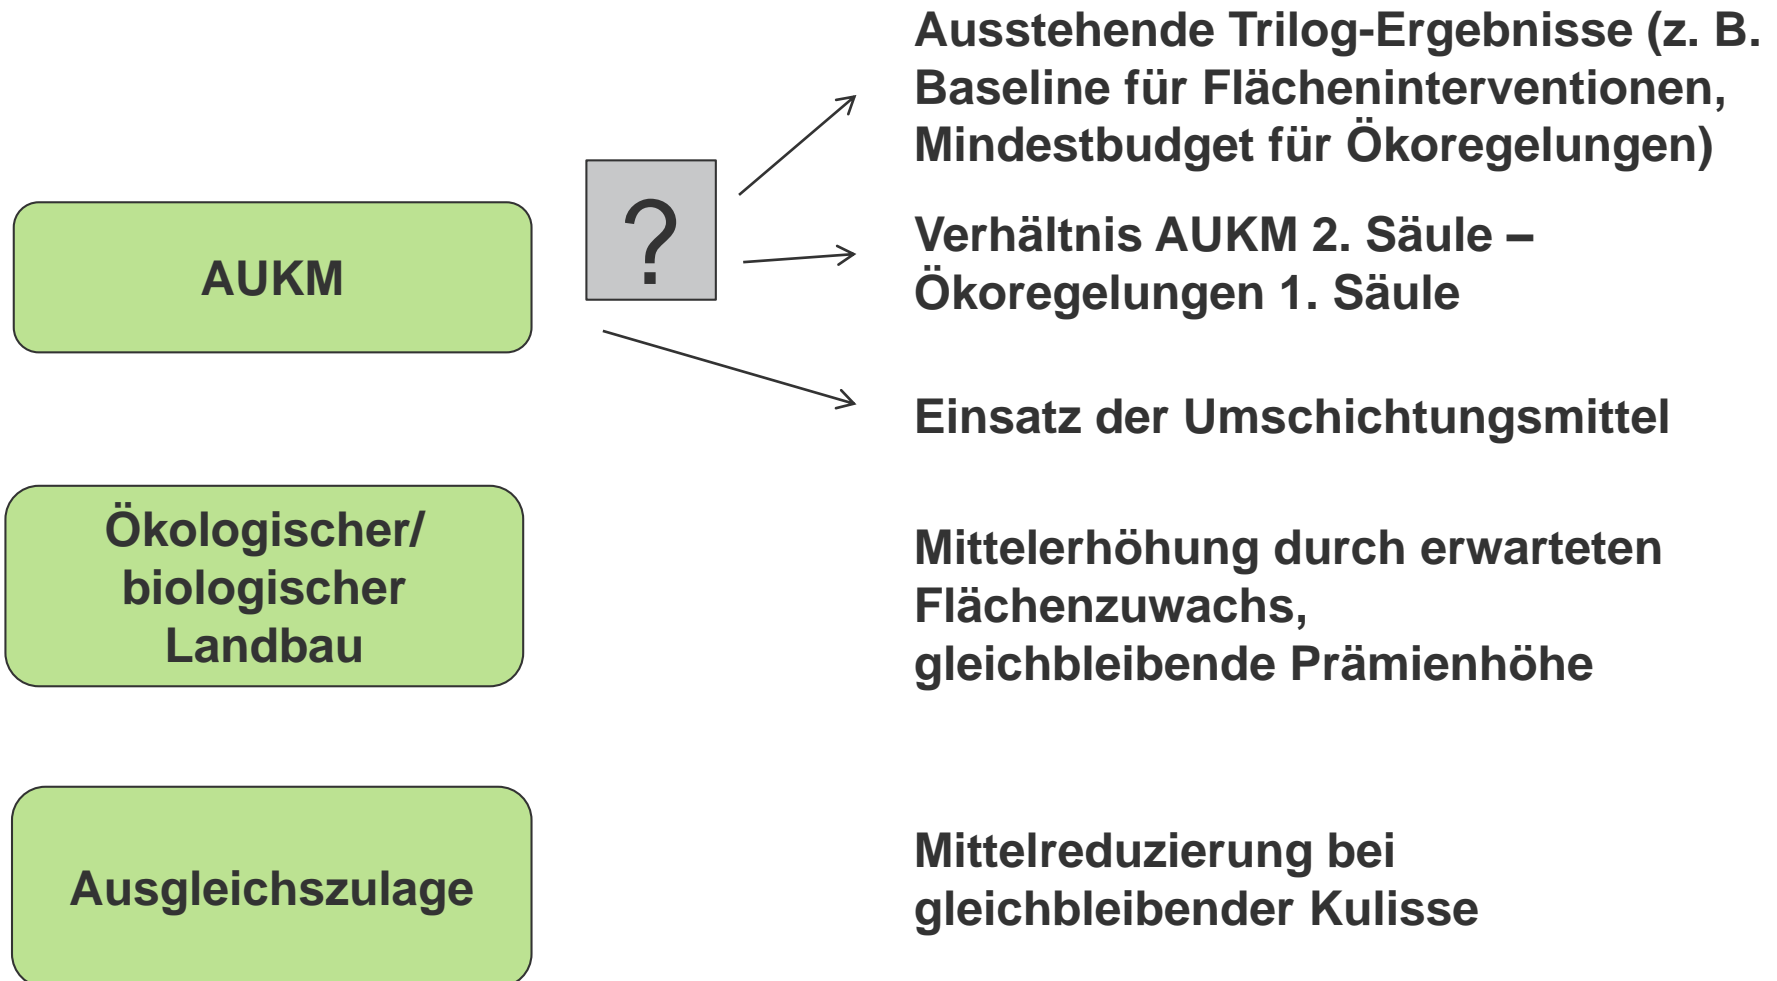 Ausstehende Trilog-Ergebnisse (z. B.
Baseline für Flächeninterventionen,
Mindestbudget für Ökoregelungen)
AUKM
?
Verhältnis AUKM 2. Säule –
Ökoregelungen 1. Säule
Einsatz der Umschichtungsmittel
Ökologischer/
biologischer
Landbau
Mittelerhöhung durch erwarteten
Flächenzuwachs,
gleichbleibende Prämienhöhe
Ausgleichszulage
Mittelreduzierung bei
gleichbleibender Kulisse